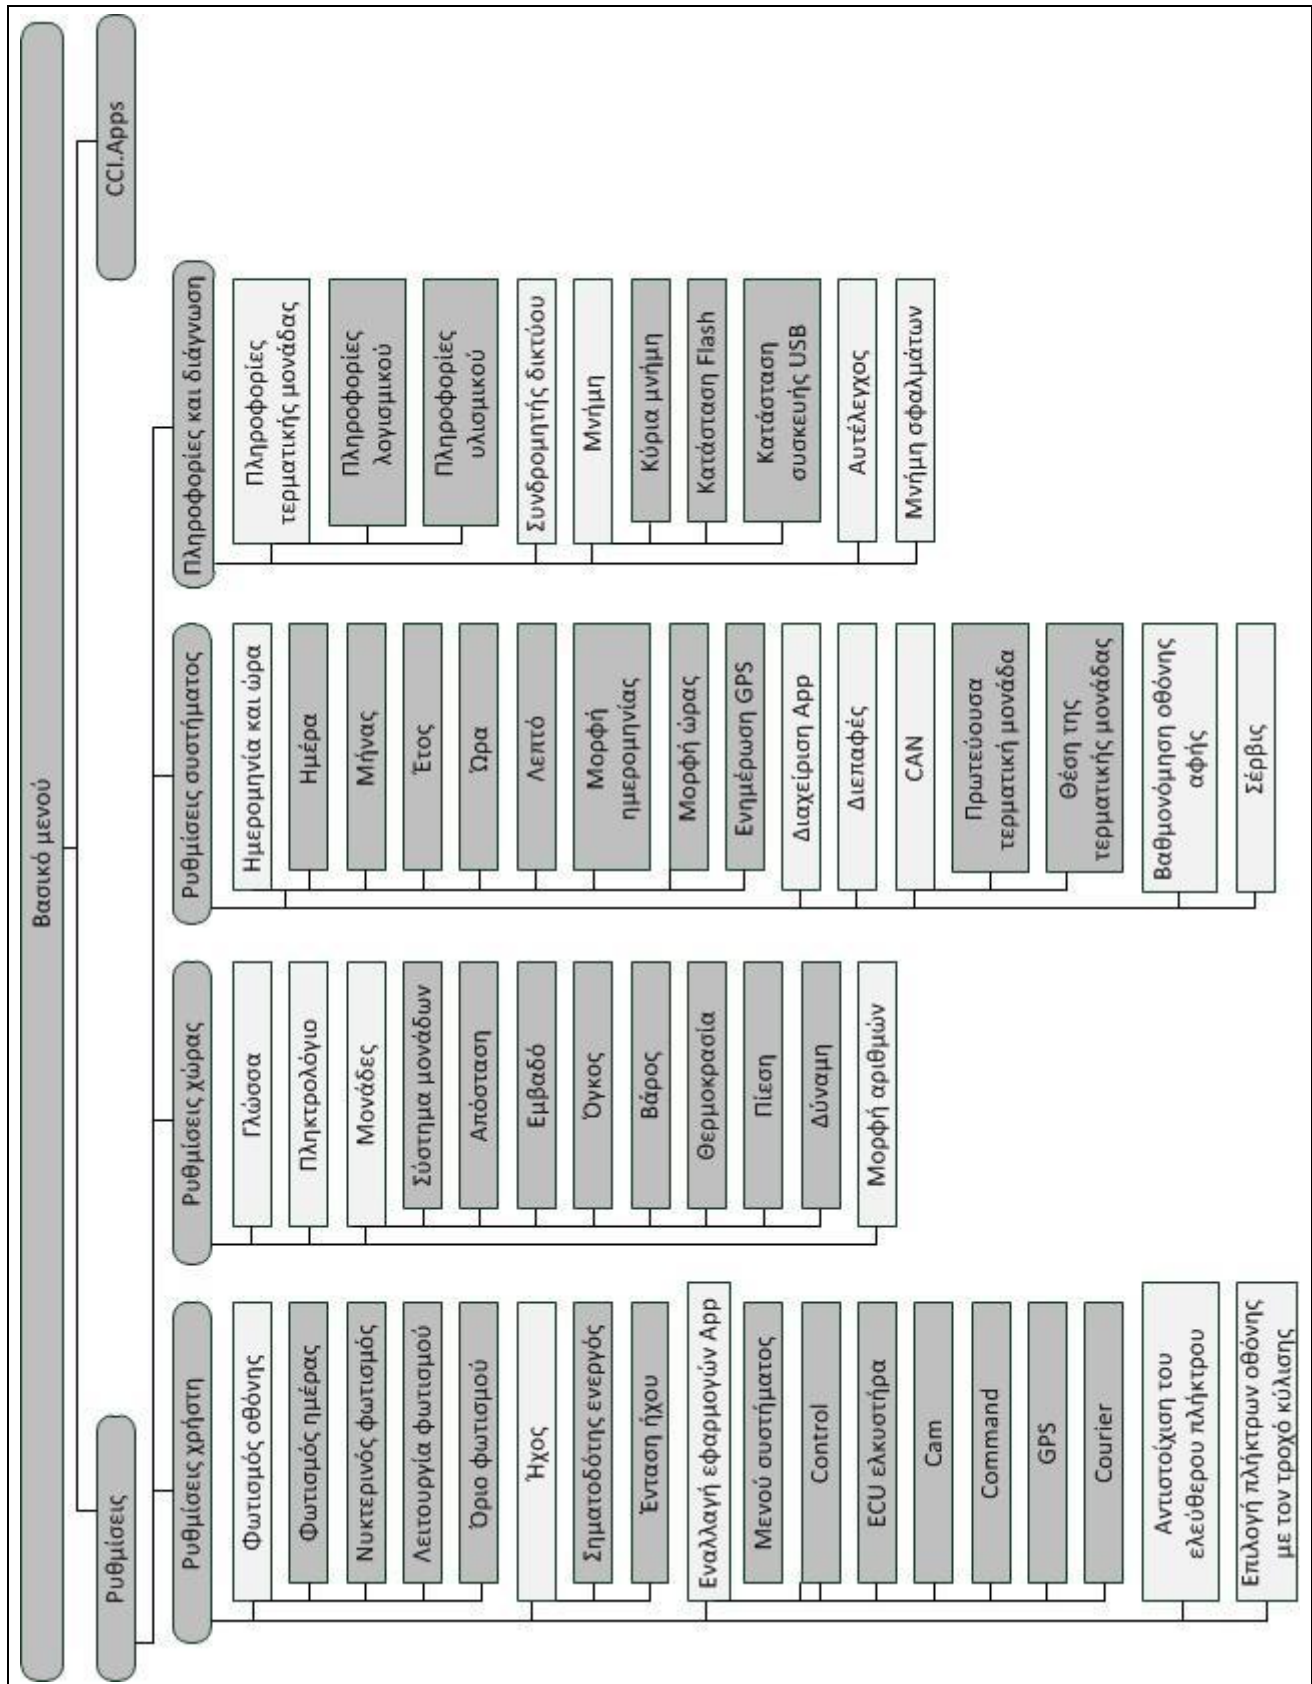 Βασικό μενού
Ρυθμίσεις
CCI.Apps
Ρυθμίσεις χρήστη
Φωτισμός οθόνης
Φωτισμός ημέρας
Νυκτερινός φωτισμός
Λειτουργία φωτισμού
Όριο φωτισμού
Ήχος
Σηματοδότης ενεργός
Ένταση ήχου
Εναλλαγή εφαρμογών App
Μενού συστήματος
Control
ECU ελκυστήρα
Cam
Command
GPS
Courier
Αντιστοίχιση του
ελεύθερου πλήκτρου
Επιλογή πλήκτρων οθόνης
με τον τροχό κύλισης
Ρυθμίσεις χώρας
Γλώσσα
Πληκτρολόγιο
Μονάδες
Σύστημα μονάδων
Απόσταση
Εμβαδό
Όγκος
Βάρος
Θερμοκρασία
Πίεση
Δύναμη
Μορφή αριθμών
Ρυθμίσεις συστήματος
Ημερομηνία και ώρα
Ημέρα
Μήνας
Έτος
Ώρα
Λεπτό
Μορφή
ημερομηνίας
Μορφή ώρας
Ενημέρωση GPS
Διαχείριση App
Διεπαφές
CAN
Πρωτεύουσα
τερματική μονάδα
Θέση της
τερματικής μονάδας
Βαθμονόμηση οθόνης
αφής
Σέρβις
Πληροφορίες και διάγνωση
Πληροφορίες
τερματικής μονάδας
Πληροφορίες
λογισμικού
Πληροφορίες
υλισμικού
Συνδρομητής δικτύου
Μνήμη
Κύρια μνήμη
Κατάσταση Flash
Κατάσταση
συσκευής USB
Αυτέλεγχος
Μνήμη σφαλμάτων